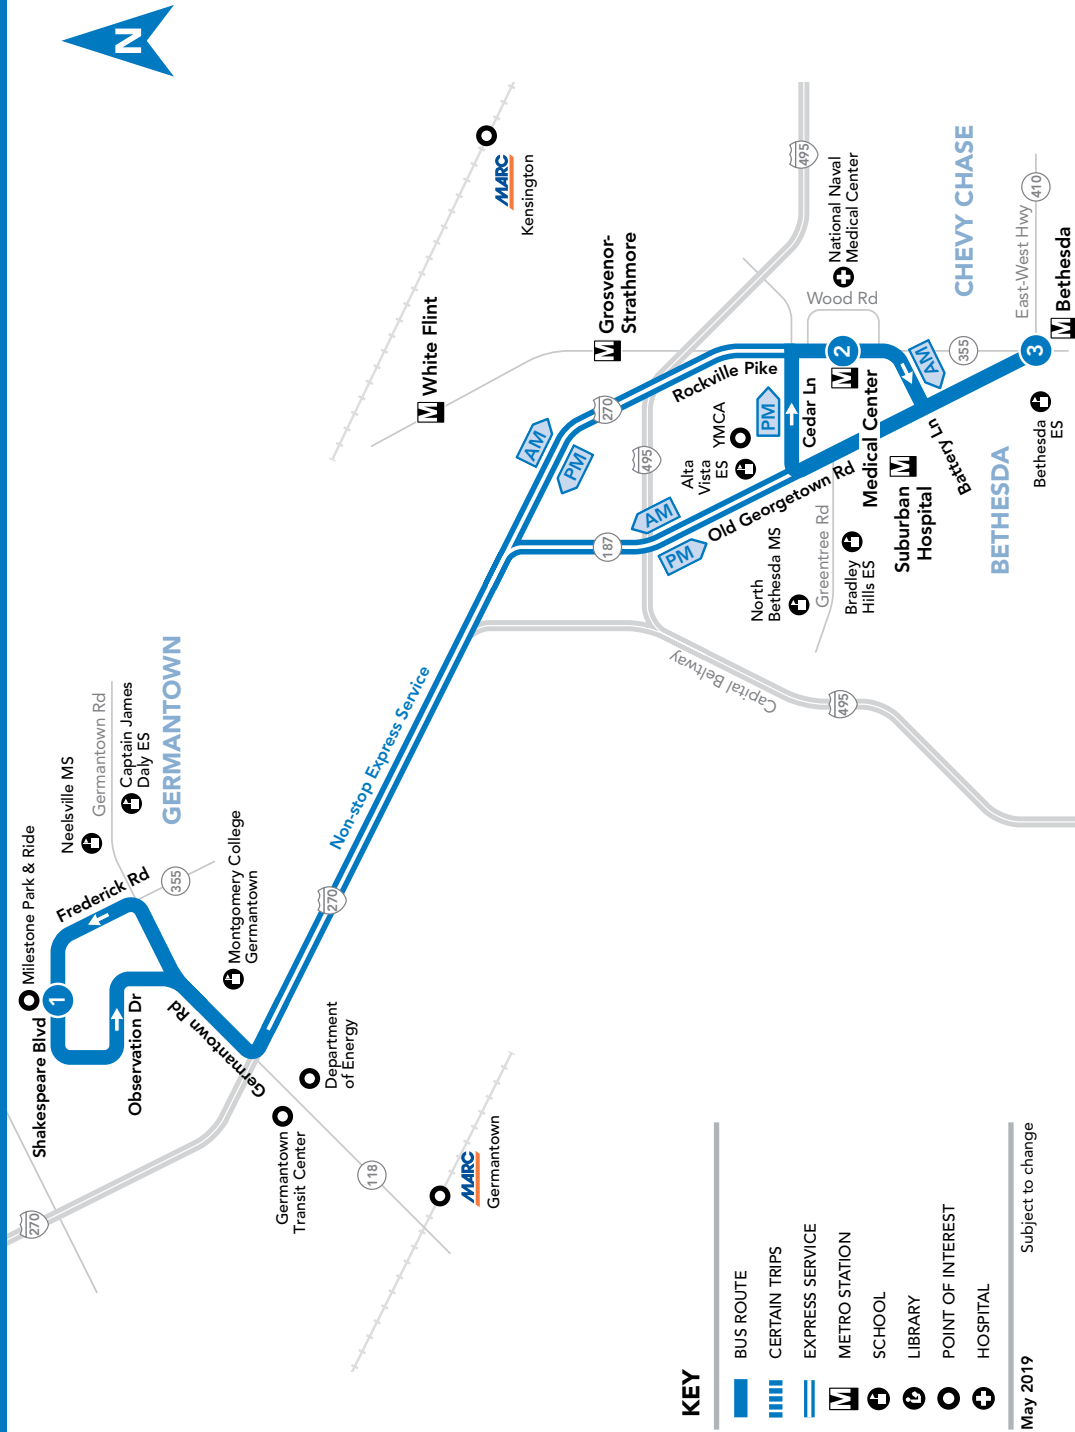 N
270
Shakespeare Blvd
1
Milestone Park & Ride
Observation Dr
Frederick Rd
Neelsville MS
Germantown Rd
Captain James
Daly ES
GERMANTOWN
355
Germantown Rd
Montgomery College
Germantown
Germantown
Transit Center
Department
of Energy
118
MARC
Germantown
270
Non-stop Express Service
MARC
Kensington
M White Flint
M Grosvenor-
Strathmore
AM
PM
270
Rockville Pike
495
495
187
AM
PM
Old Georgetown Rd
Alta
Vista
ES
YMCA
PM
Cedar Ln
North
Bethesda MS
Greentree Rd
Bradley
Hills ES
Capital Beltway
495
Wood Rd
National Naval
Medical Center
2
M
Medical Center
Suburban
Hospital
M
AM
Battery Ln
355
CHEVY CHASE
BETHESDA
East-West Hwy
410
3
M Bethesda
Bethesda
ES
KEY
BUS ROUTE
CERTAIN TRIPS
EXPRESS SERVICE
M METRO STATION
SCHOOL
LIBRARY
POINT OF INTEREST
HOSPITAL
May 2019
Subject to change